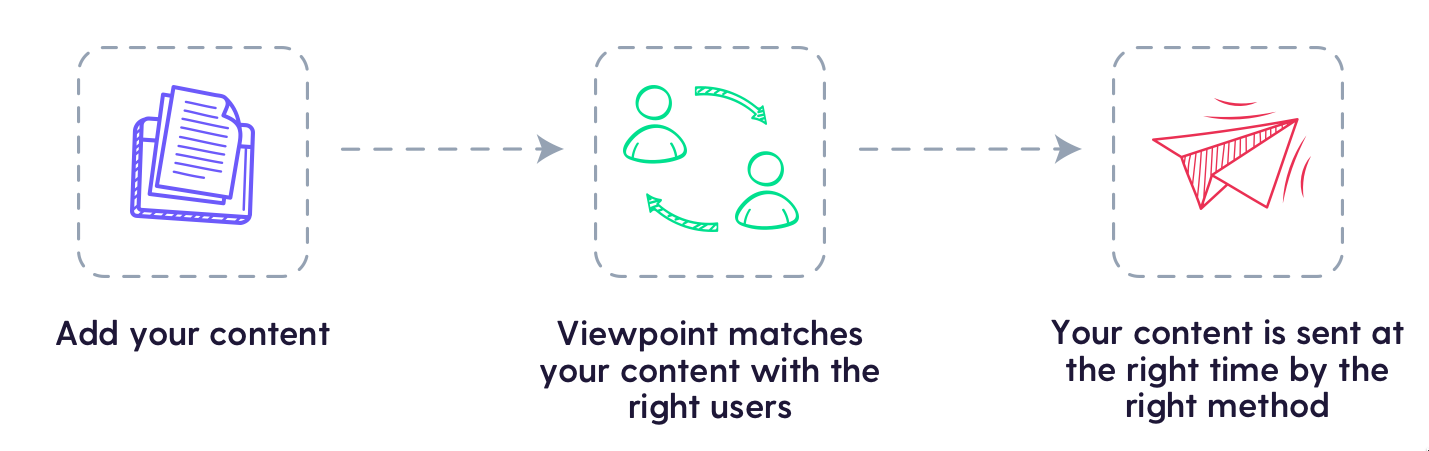 Add your content
Viewpoint matches
your content with the
right users
Your content is sent at
the right time by the
right method